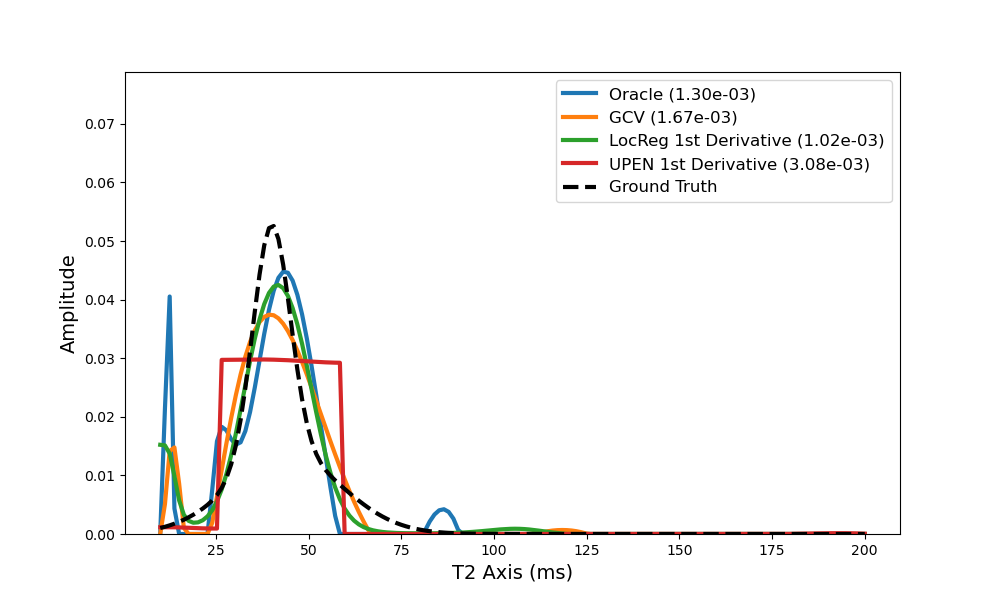 Oracle (1.30e-03)
GCV (1.67e-03)
LocReg 1st Derivative (1.02e-03)
UPEN 1st Derivative (3.08e-03)
Ground Truth
Amplitude
0.07
0.06
0.05
0.04
0.03
0.02
0.01
0.00
25 50 75 100 125 150 175 200
T2 Axis (ms)